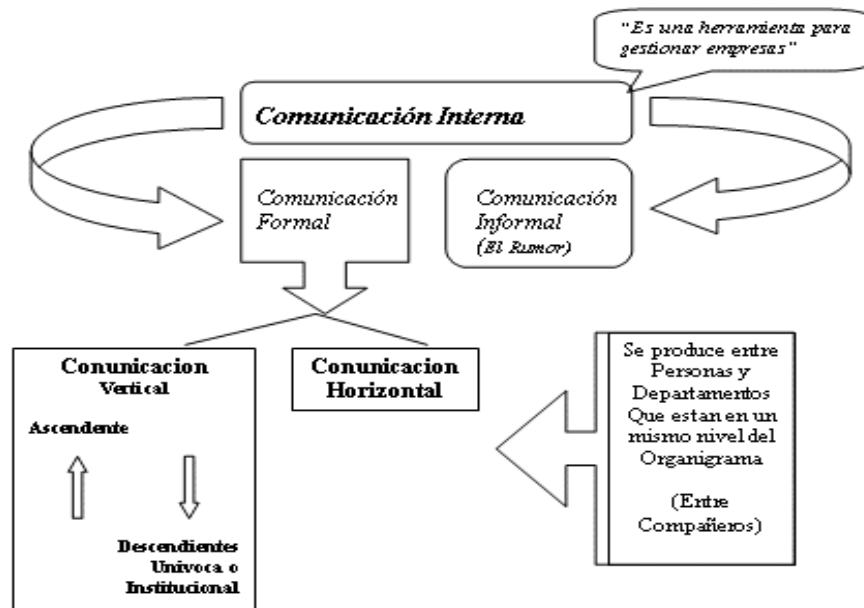 "Es una herramienta para
gestionar empresas"
Comunicación Interna
Comunicación
Formal
Comunicación
Informal
(El Rumor)
Conunicacion
Vertical
Ascendente
Descendientes
Univoca o
Institucional
Conunicacion
Horizontal
Se produce entre
Personas y
Departamentos
Que estan en un
mismo nivel del
Organigrama
(Entre
Compañeros)